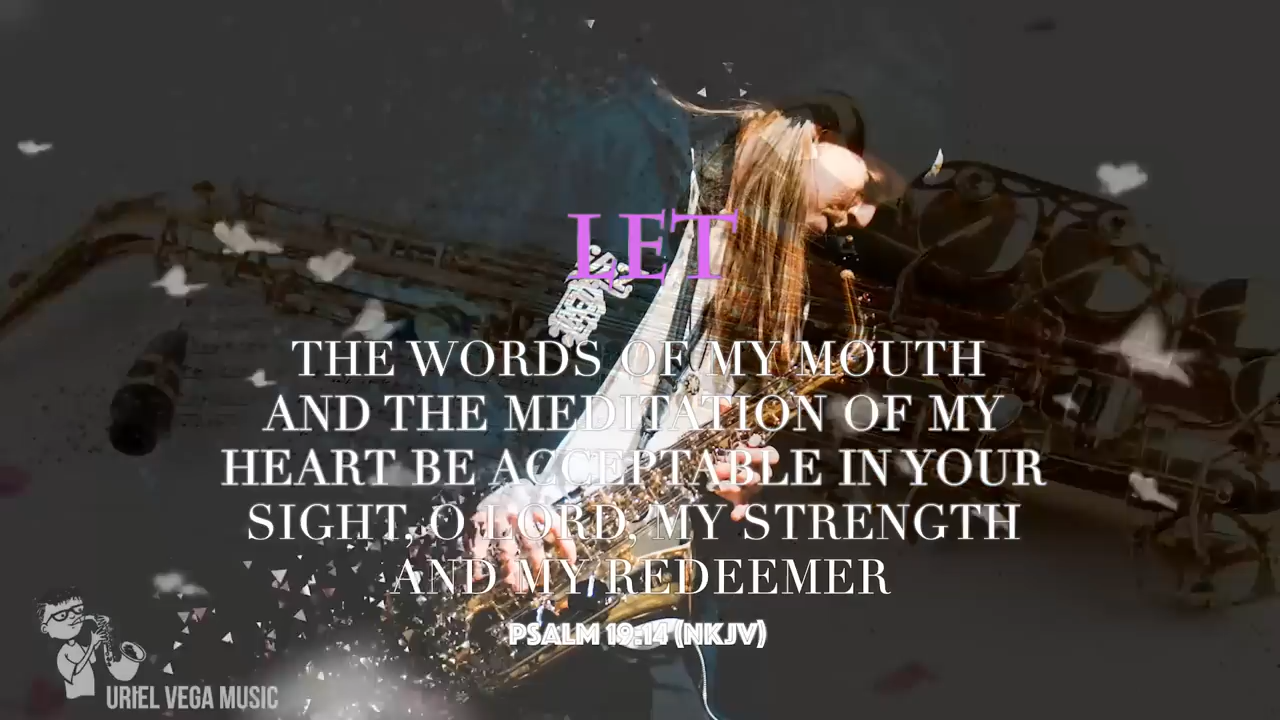 LET
THE WORDS OF MY MOUTH
AND THE MEDITATION OF MY
HEART BE ACCEPTABLE IN YOUR
SIGHT, O LORD, MY STRENGTH
AND MY REDEEMER
PSALM 19:14 (NKJV)
URIEL VEGA MUSIC